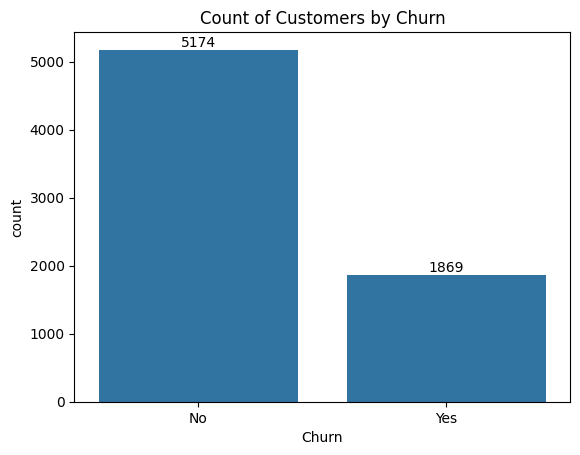 Count of Customers by Churn
5174
5000
4000
3000
2000
1869
1000
0
count
No
Yes
Churn